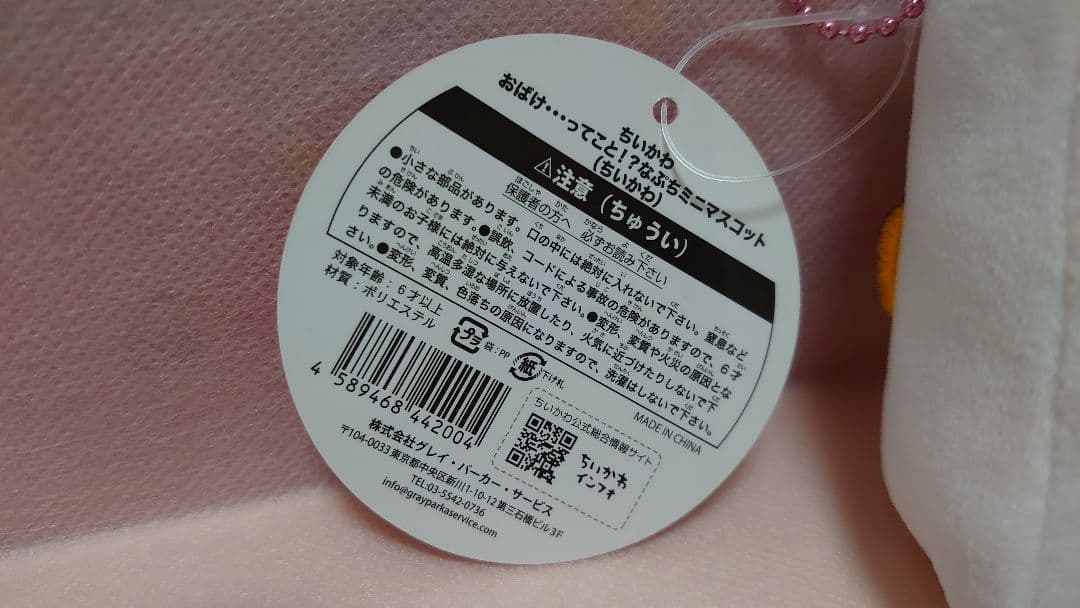 ちいかわ
おばけ・・・ってこと!?なぷちミニマスコット
(ちいかわ)
⚠注意(ちゅうい)
保護者の方へ 必ずお読み下さい
●小さな部品があります。口の中には絶対に入れないで下さい。窒息など
の危険があります。●誤飲、コードによる事故の危険がありますので、6才
未満のお子様には絶対に与えないで下さい。●変形、変質や火災の原因とな
りますので、高温多湿な場所に放置したり、火気に近づけたりしないで下
さい。●変形、変質、色落ちの原因になりますので、洗濯はしないで下さい。
対象年齢:6才以上
材質:ポリエステル
MADE IN CHINA
プラ
袋:PP
紙
下げ札
4 589468 442004
ちいかわ公式総合情報サイト
ちいかわ
インフォ
株式会社グレイ・パーカー・サービス
〒104-0033 東京都中央区新川1-10-12 第三石橋ビル3F
TEL:03-5542-0736
info@grayparkaservice.com